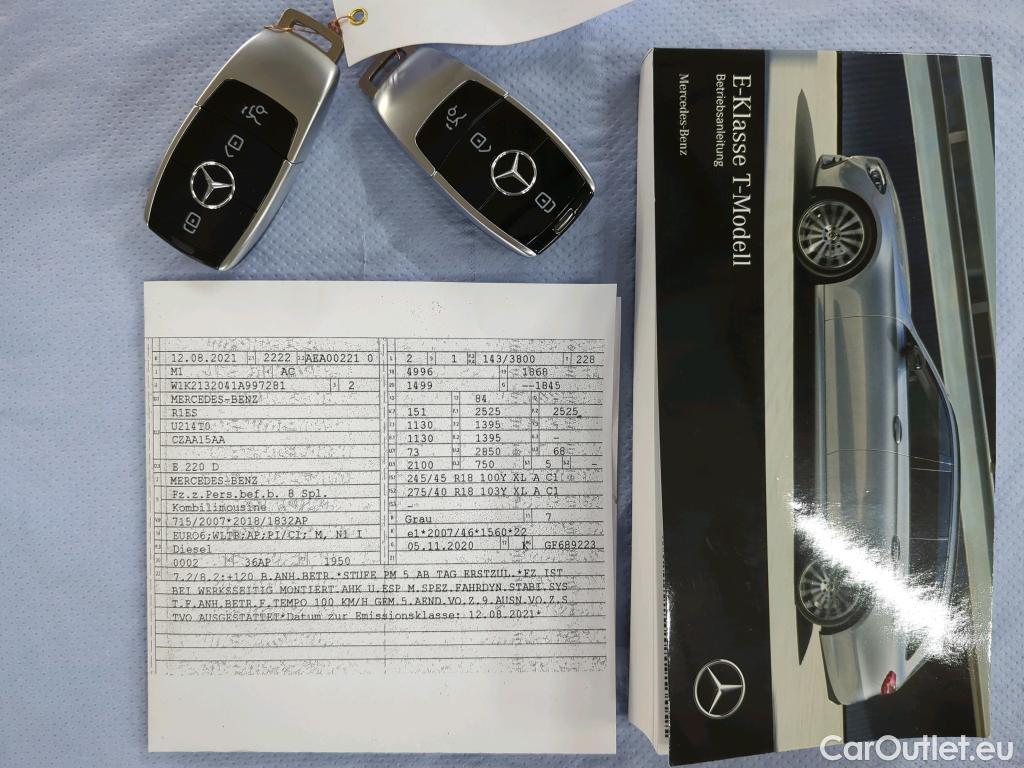 E-Klasse T-Modell
Betriebsanleitung
Mercedes-Benz
12.08.2021 2222 AEA00221 0
M1 AC
W1K2132041A997281 2
MERCEDES-BENZ
R1ES
U214T0
CZAA15AA
E 220 D
MERCEDES-BENZ
Fz.z.Pers.bef.b. 8 Spl.
Kombilimousine
715/2007*2018/1832AP
EURO6;WLTP;AP;PI/CI; M, N1 I
Diesel
0002 36AP 1950
2 1 143/3800 228
4996 -1868
1499 --1845
- 84 -
151 2525 2525
1130 1395
1130 1395 -
73 2850 68
2100 750 5 -
245/45 R18 100Y XL A C1
275/40 R18 103Y XL A C1
-
Grau 7
e1*2007/46*1560*22
05.11.2020 K GF689223
7.2/8.2:+120 B.ANH.BETR.*STUFE PM 5 AB TAG ERSTZUL.*FZ IST
BEI WERKSSEITIG MONTIERT.AHK U.ESP M.SPEZ.FAHRDYN.STABI.SYS
T.F.ANH.BETR.F.TEMPO 100 KM/H GEM.5.AEND.VO.Z.9.AUSN.VO.Z.S
TVO AUSGESTATTET*Datum zur Emissionsklasse: 12.08.2021*
CarOutlet.eu